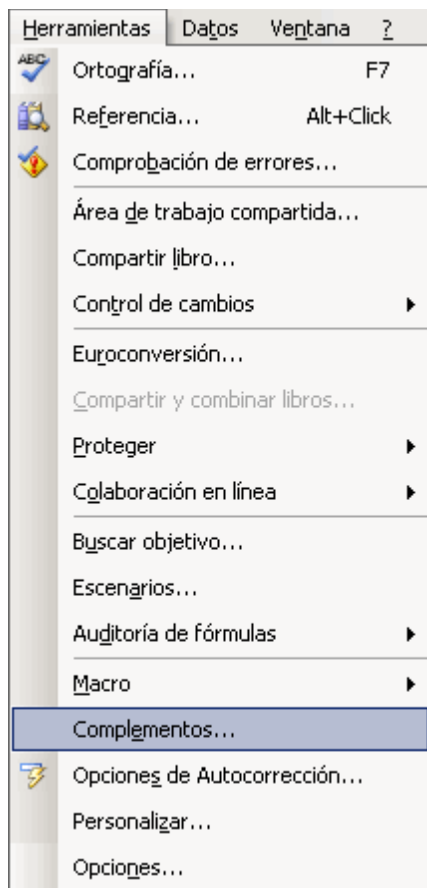 Herramientas Datos Ventana ?
ABC Ortografía... F7
Referencia... Alt+Click
Comprobación de errores...
Área de trabajo compartida...
Compartir libro...
Control de cambios
Euroconversión...
Compartir y combinar libros...
Proteger
Colaboración en línea
Buscar objetivo...
Escenarios...
Auditoría de fórmulas
Macro
Complementos...
Opciones de Autocorrección...
Personalizar...
Opciones...